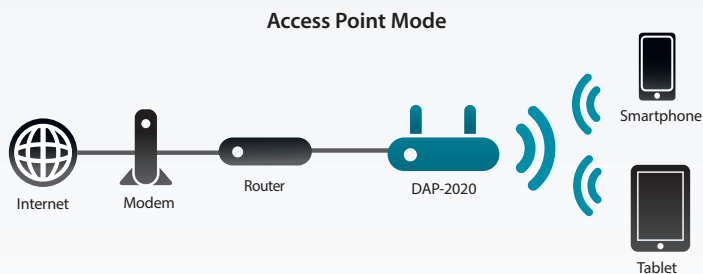 Access Point Mode
Smartphone
Internet
Modem
Router
DAP-2020
Tablet